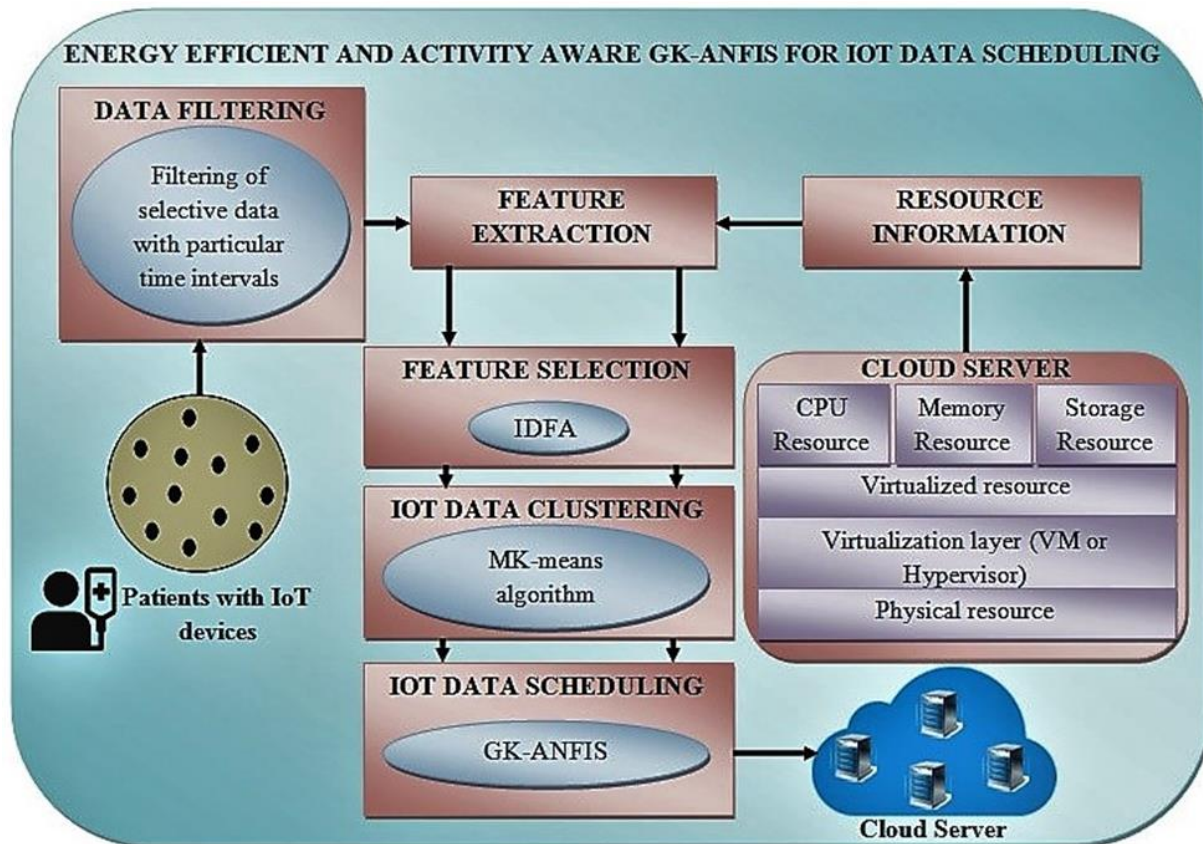 ENERGY EFFICIENT AND ACTIVITY AWARE GK-ANFIS FOR IOT DATA SCHEDULING
DATA FILTERING
Filtering of
selective data
with particular
time intervals
FEATURE
EXTRACTION
RESOURCE
INFORMATION
FEATURE SELECTION
IDFA
CLOUD SERVER
CPU
Resource
Memory
Resource
Storage
Resource
Virtualized resource
Virtualization layer (VM or
Hypervisor)
Physical resource
IOT DATA CLUSTERING
MK-means
algorithm
Patients with IoT
devices
IOT DATA SCHEDULING
GK-ANFIS
Cloud Server